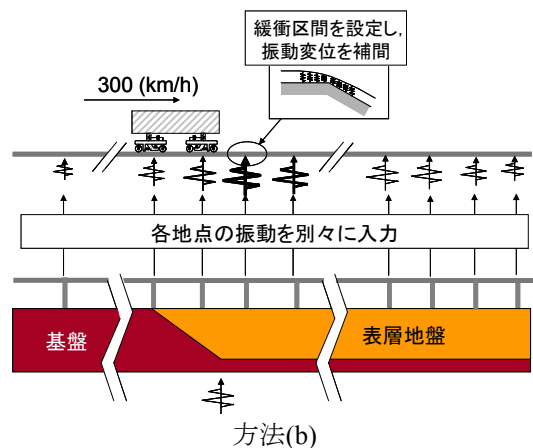 緩衝区間を設定し，
振動変位を補間
300 (km/h)
各地点の振動を別々に入力
基盤
表層地盤
方法(b)